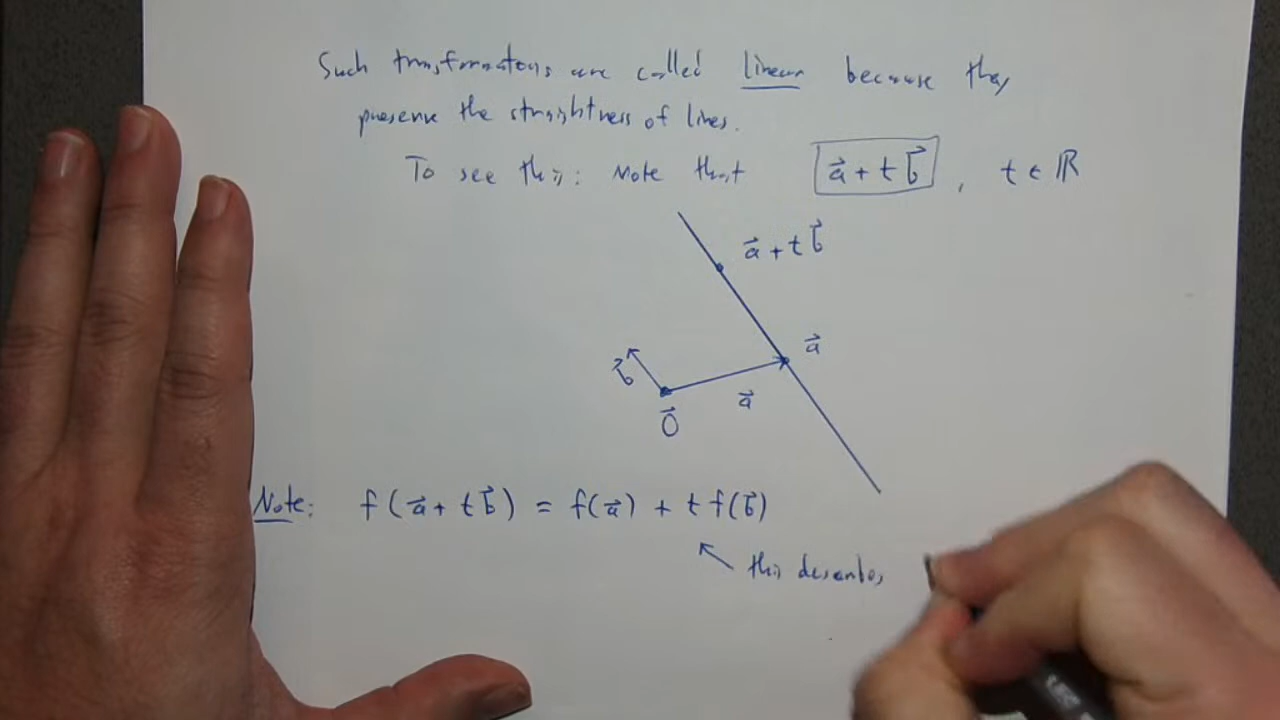 Such transformations are called linear because they
preserve the straightness of lines.
To see this: Note that a⃗ + t b⃗ , t ∈ ℝ
a⃗ + t b⃗
a⃗
b⃗
a⃗
0⃗
Note: f(a⃗ + t b⃗) = f(a⃗) + t f(b⃗)
this describes